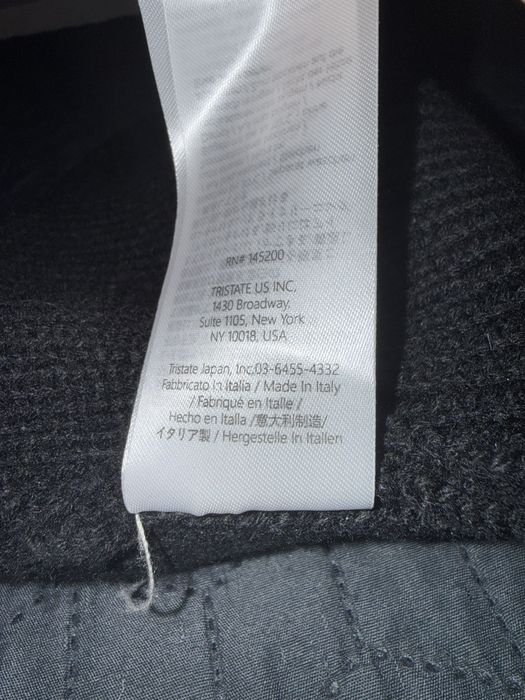 RN# 145200
TRISTATE US INC,
1430 Broadway,
Suite 1105, New York
NY 10018, USA
Tristate Japan, Inc.03-6455-4332
Fabbricato in Italia / Made In Italy
/ Fabriqué en Italie /
Hecho en Italia /意大利制造/
イタリア製 / Hergestelle In Italien